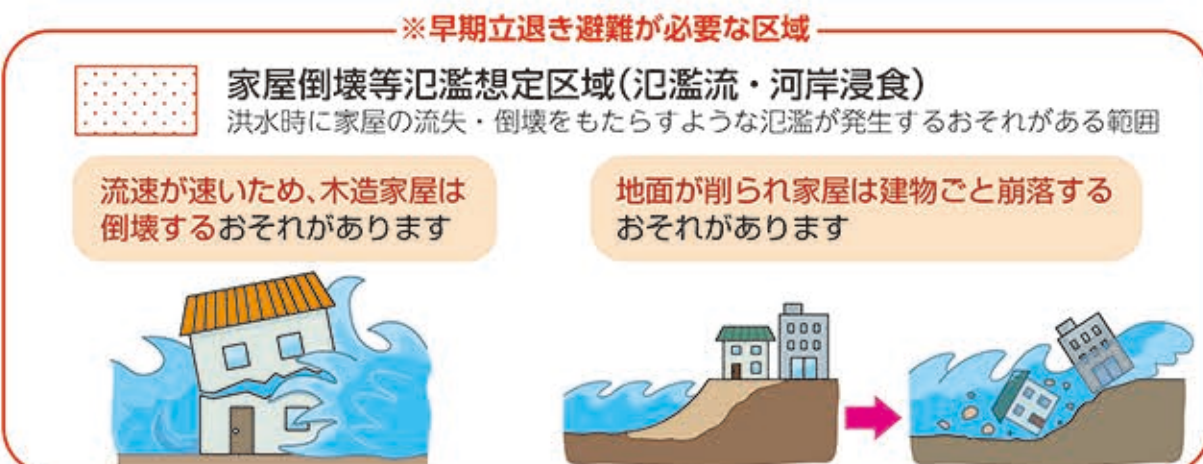 ※早期立退き避難が必要な区域
家屋倒壊等氾濫想定区域(氾濫流・河岸浸食)
洪水時に家屋の流失・倒壊をもたらすような氾濫が発生するおそれがある範囲
流速が速いため、木造家屋は
倒壊するおそれがあります
地面が削られ家屋は建物ごと崩落する
おそれがあります